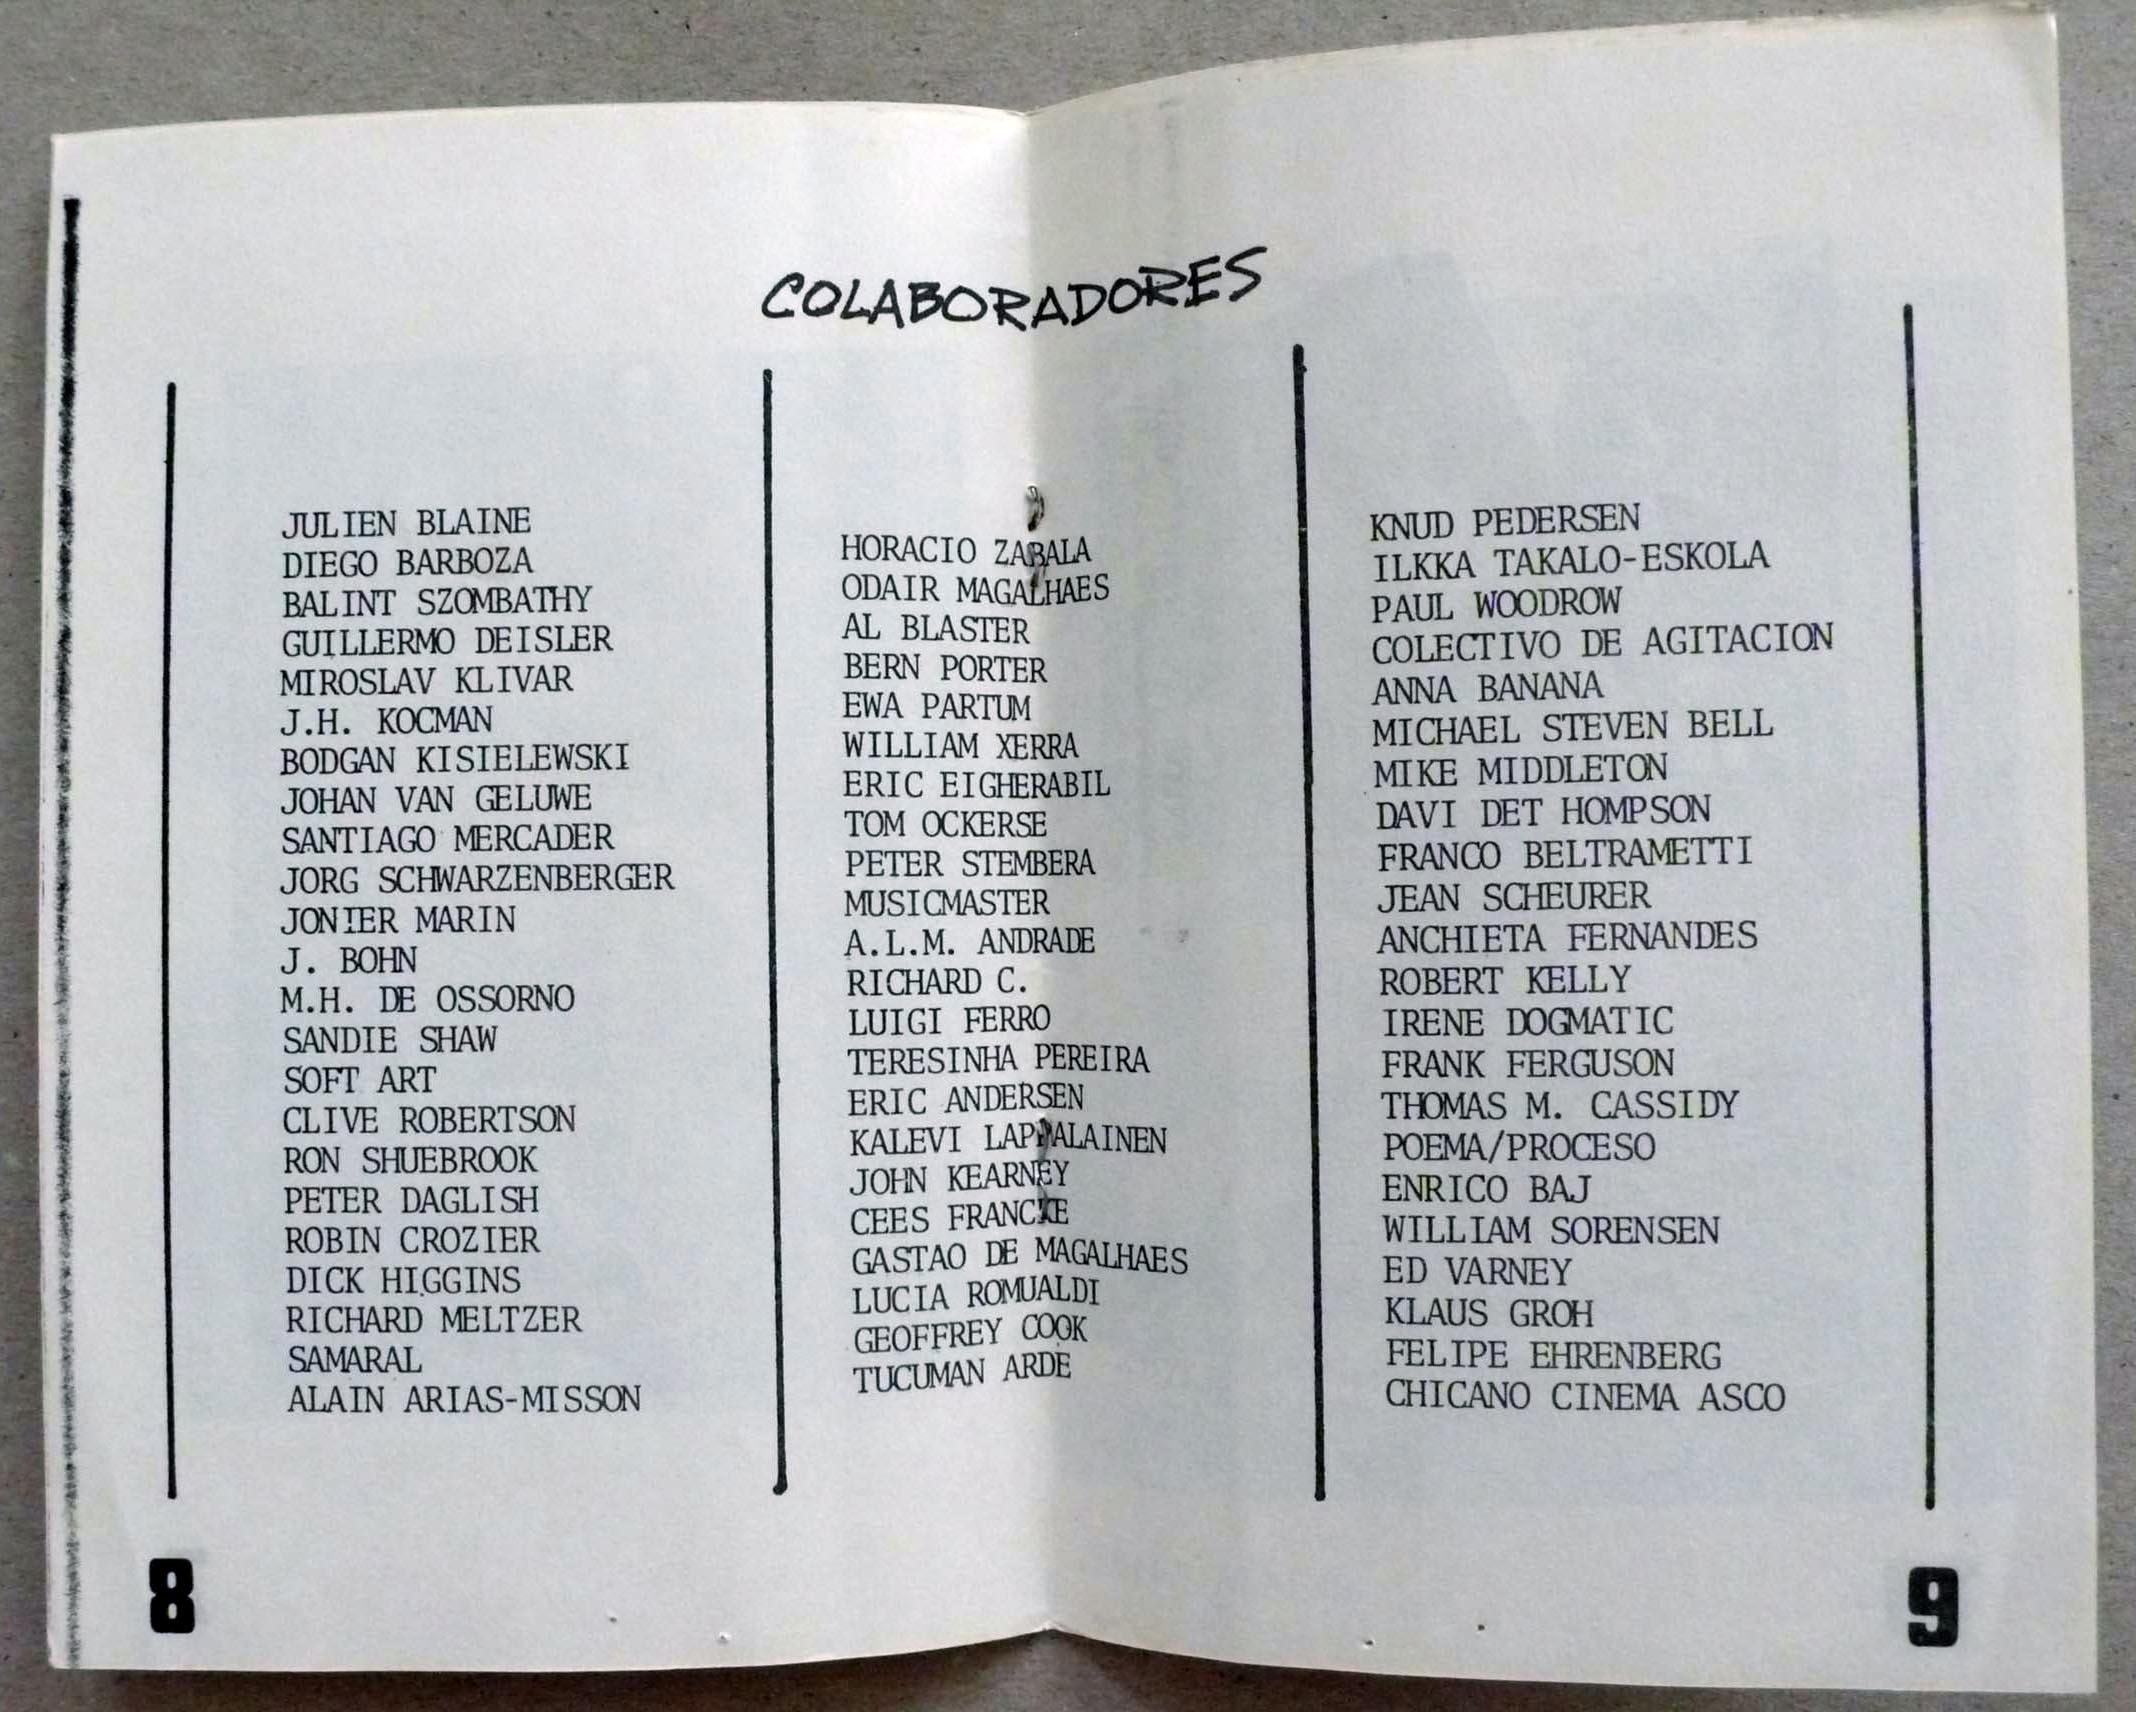 COLABORADORES
JULIEN BLAINE
DIEGO BARBOZA
BALINT SZOMBATHY
GUILLERMO DEISLER
MIROSLAV KLIVAR
J.H. KOCMAN
BODGAN KISIELEWSKI
JOHAN VAN GELUWE
SANTIAGO MERCADER
JORG SCHWARZENBERGER
JONIER MARIN
J. BOHN
M.H. DE OSSORNO
SANDIE SHAW
SOFT ART
CLIVE ROBERTSON
RON SHUEBROOK
PETER DAGLISH
ROBIN CROZIER
DICK HIGGINS
RICHARD MELTZER
SAMARAL
ALAIN ARIAS-MISSON
HORACIO ZABALA
ODAIR MAGALHAES
AL BLASTER
BERN PORTER
EWA PARTUM
WILLIAM XERRA
ERIC EIGHERABIL
TOM OCKERSE
PETER STEMBERA
MUSICMASTER
A.L.M. ANDRADE
RICHARD C.
LUIGI FERRO
TERESINHA PEREIRA
ERIC ANDERSEN
KALEVI LAPPALAINEN
JOHN KEARNEY
CEES FRANCKE
GASTAO DE MAGALHAES
LUCIA ROMUALDI
GEOFFREY COOK
TUCUMAN ARDE
KNUD PEDERSEN
ILKKA TAKALO-ESKOLA
PAUL WOODROW
COLECTIVO DE AGITACION
ANNA BANANA
MICHAEL STEVEN BELL
MIKE MIDDLETON
DAVI DET HOMPSON
FRANCO BELTRAMETTI
JEAN SCHEURER
ANCHIETA FERNANDES
ROBERT KELLY
IRENE DOGMATIC
FRANK FERGUSON
THOMAS M. CASSIDY
POEMA/PROCESO
ENRICO BAJ
WILLIAM SORENSEN
ED VARNEY
KLAUS GROH
FELIPE EHRENBERG
CHICANO CINEMA ASCO
8
9